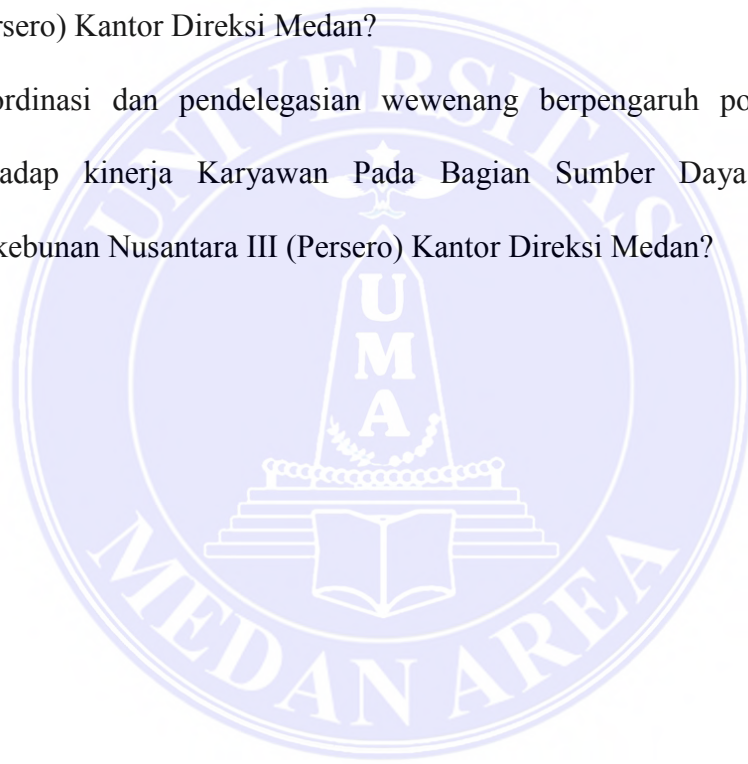 rsero) Kantor Direksi Medan?
ordinasi dan pendelegasian wewenang berpengaruh po
adap kinerja Karyawan Pada Bagian Sumber Daya
kebunan Nusantara III (Persero) Kantor Direksi Medan?
UNIVERSITAS
U
M
A
MEDAN AREA